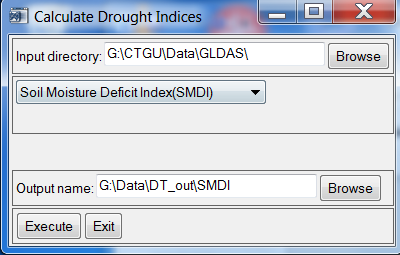 Calculate Drought Indices
Input directory: G:\CTGU\Data\GLDAS\ Browse
Soil Moisture Deficit Index(SMDI)
Output name: G:\Data\DT_out\SMDI Browse
Execute Exit